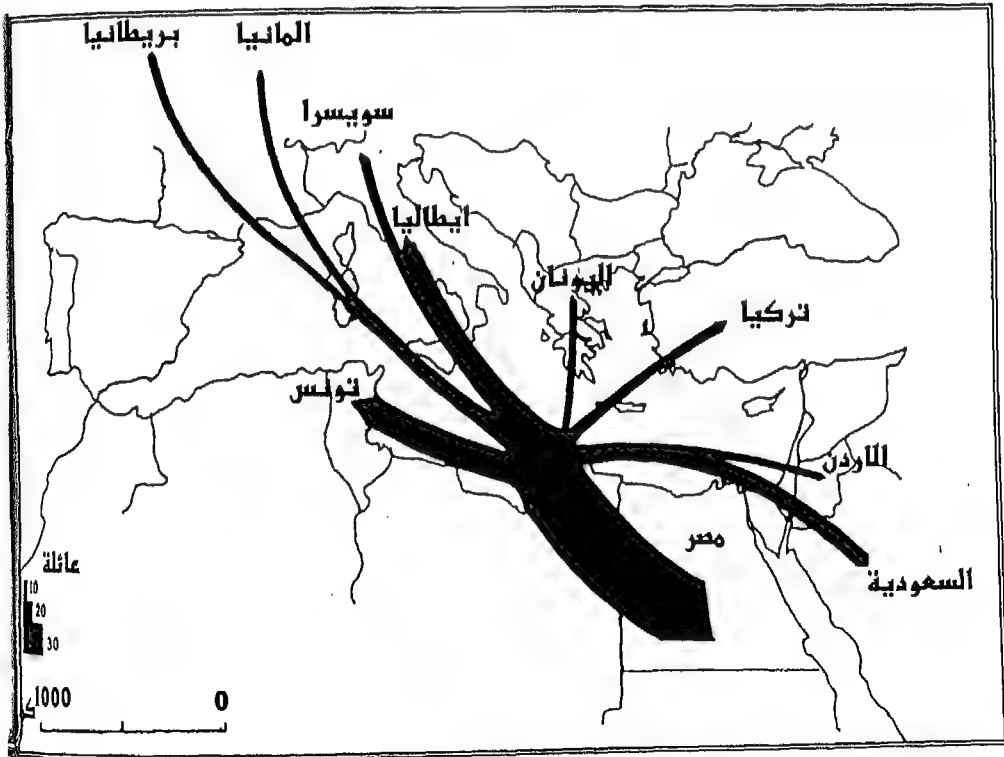 بريطانيا
المانيا
سويسرا
ايطاليا
اليونان
تركيا
تونس
الاردن
مصر
السعودية
عائلة
10
20
30
1000 0